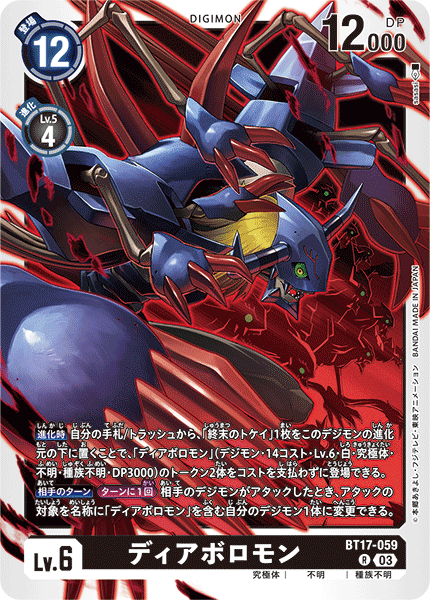 DIGIMON
登場
12
DP
12000
進化
Lv.5
4
進化時 自分の手札/トラッシュから、「終末のトケイ」1枚をこのデジモンの進化
元の下に置くことで、「ディアボロモン」(デジモン・14コスト・Lv.6・白・究極体・
不明・種族不明・DP3000)のトークン2体をコストを支払わずに登場できる。
相手のターン ターンに1回 相手のデジモンがアタックしたとき、アタックの
対象を名称に「ディアボロモン」を含む自分のデジモン1体に変更できる。
©本郷あきよし・フジテレビ・東映アニメーション BANDAI MADE IN JAPAN
Lv.6
ディアボロモン
BT17-059
R 03
究極体 | 不明 | 種族不明